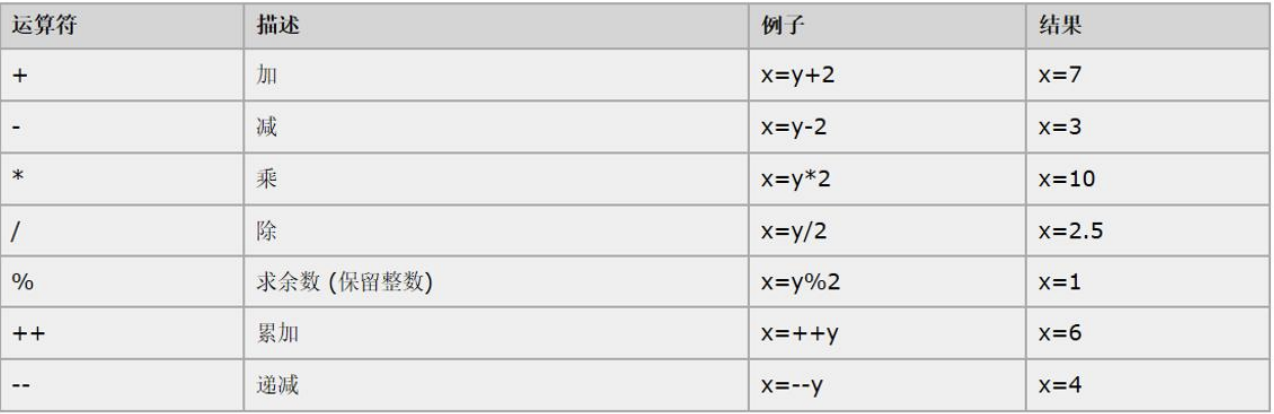 运算符 描述 例子 结果
+ 加 x=y+2 x=7
- 减 x=y-2 x=3
* 乘 x=y*2 x=10
/ 除 x=y/2 x=2.5
% 求余数 (保留整数) x=y%2 x=1
++ 累加 x=++y x=6
-- 递减 x=--y x=4